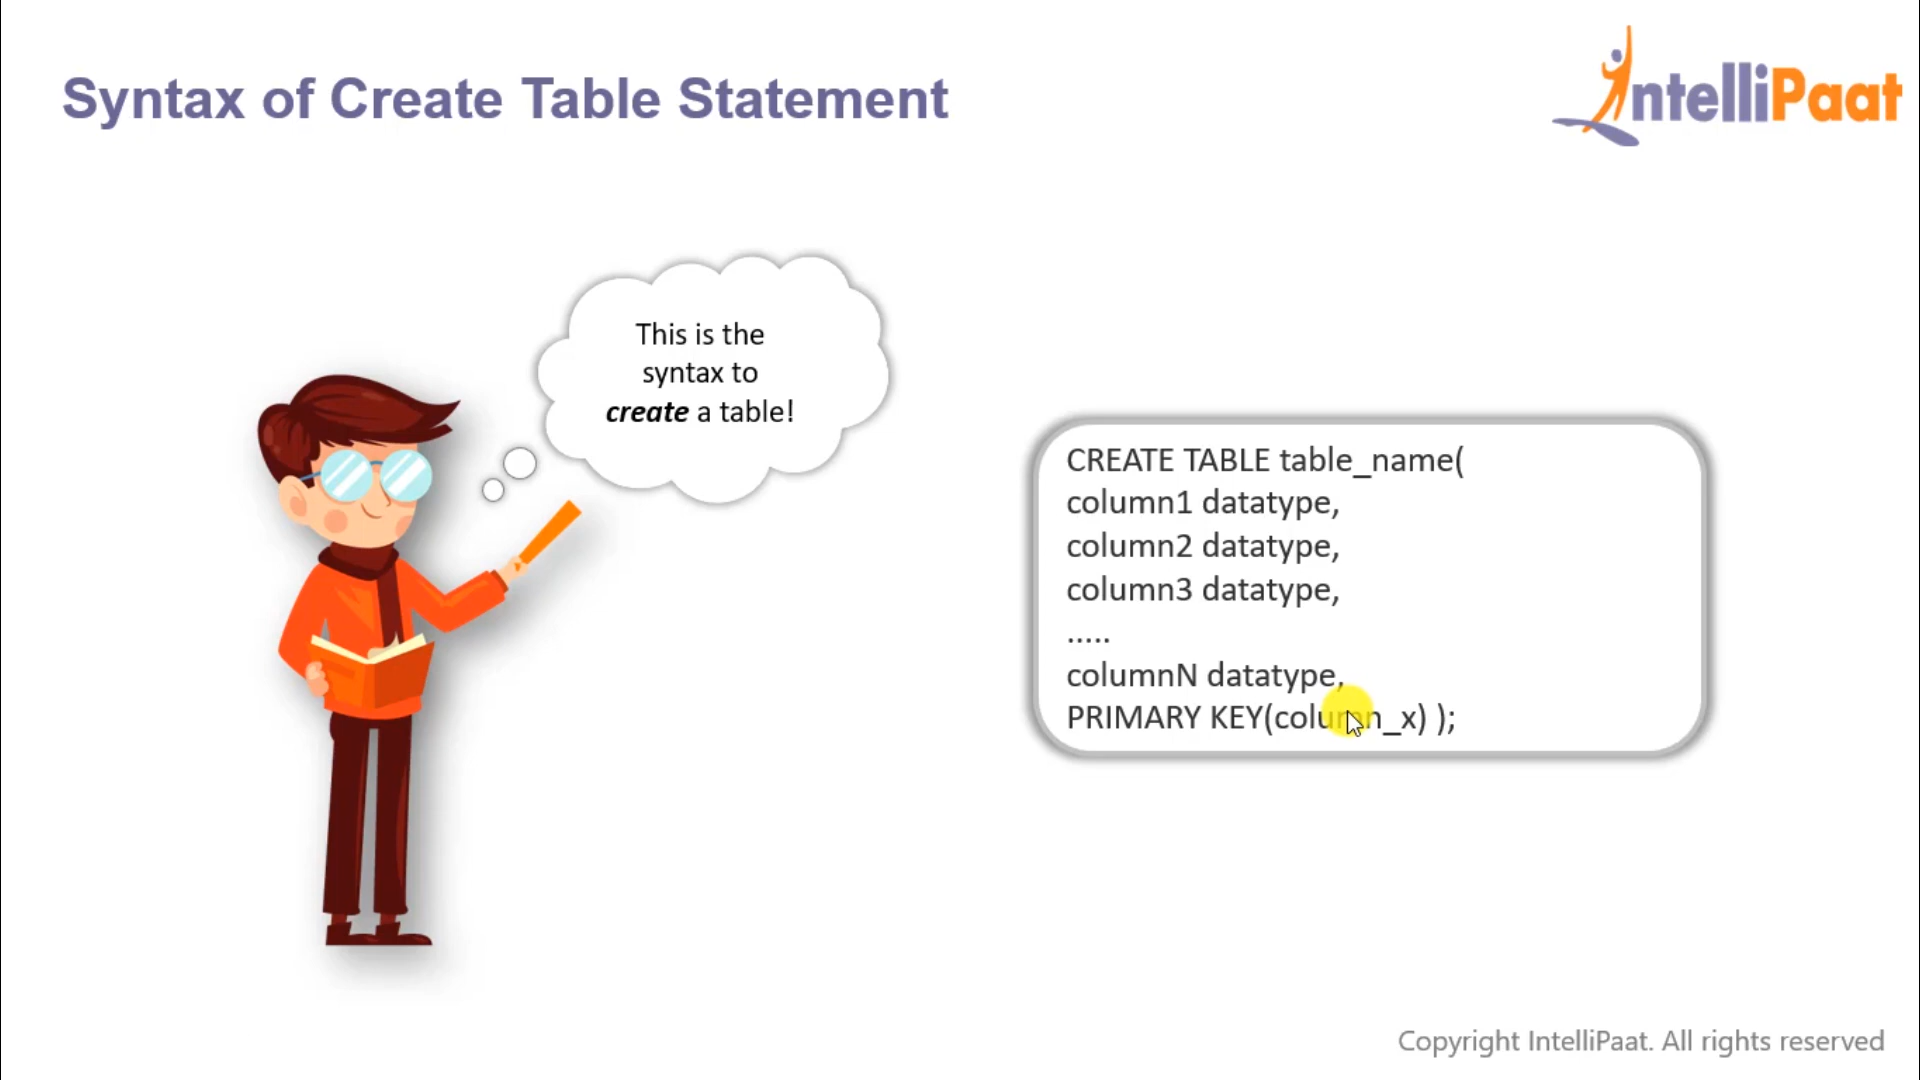 Syntax of Create Table Statement
IntelliPaat
This is the
syntax to
create a table!
CREATE TABLE table_name(
column1 datatype,
column2 datatype,
column3 datatype,
.....
columnN datatype,
PRIMARY KEY(column_x) );
Copyright IntelliPaat. All rights reserved